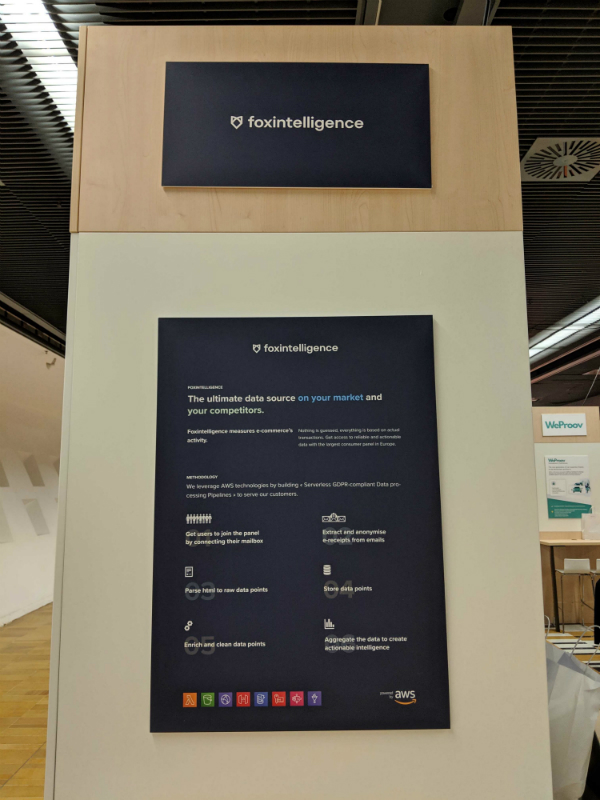 foxintelligence
foxintelligence
FOXINTELLIGENCE
The ultimate data source on your market and
your competitors.
Foxintelligence measures e-commerce's
activity.
Nothing is guessed, everything is based on actual
transactions. Get access to reliable and actionable
data with the largest consumer panel in Europe.
METHODOLOGY
We leverage AWS technologies by building « Serverless GDPR-compliant Data pro-
cessing Pipelines » to serve our customers.
Get users to join the panel
by connecting their mailbox
Extract and anonymise
e-receipts from emails
03
Parse html to raw data points
04
Store data points
05
Enrich and clean data points
06
Aggregate the data to create
actionable intelligence
powered
by
aws
WeProov
WeProov